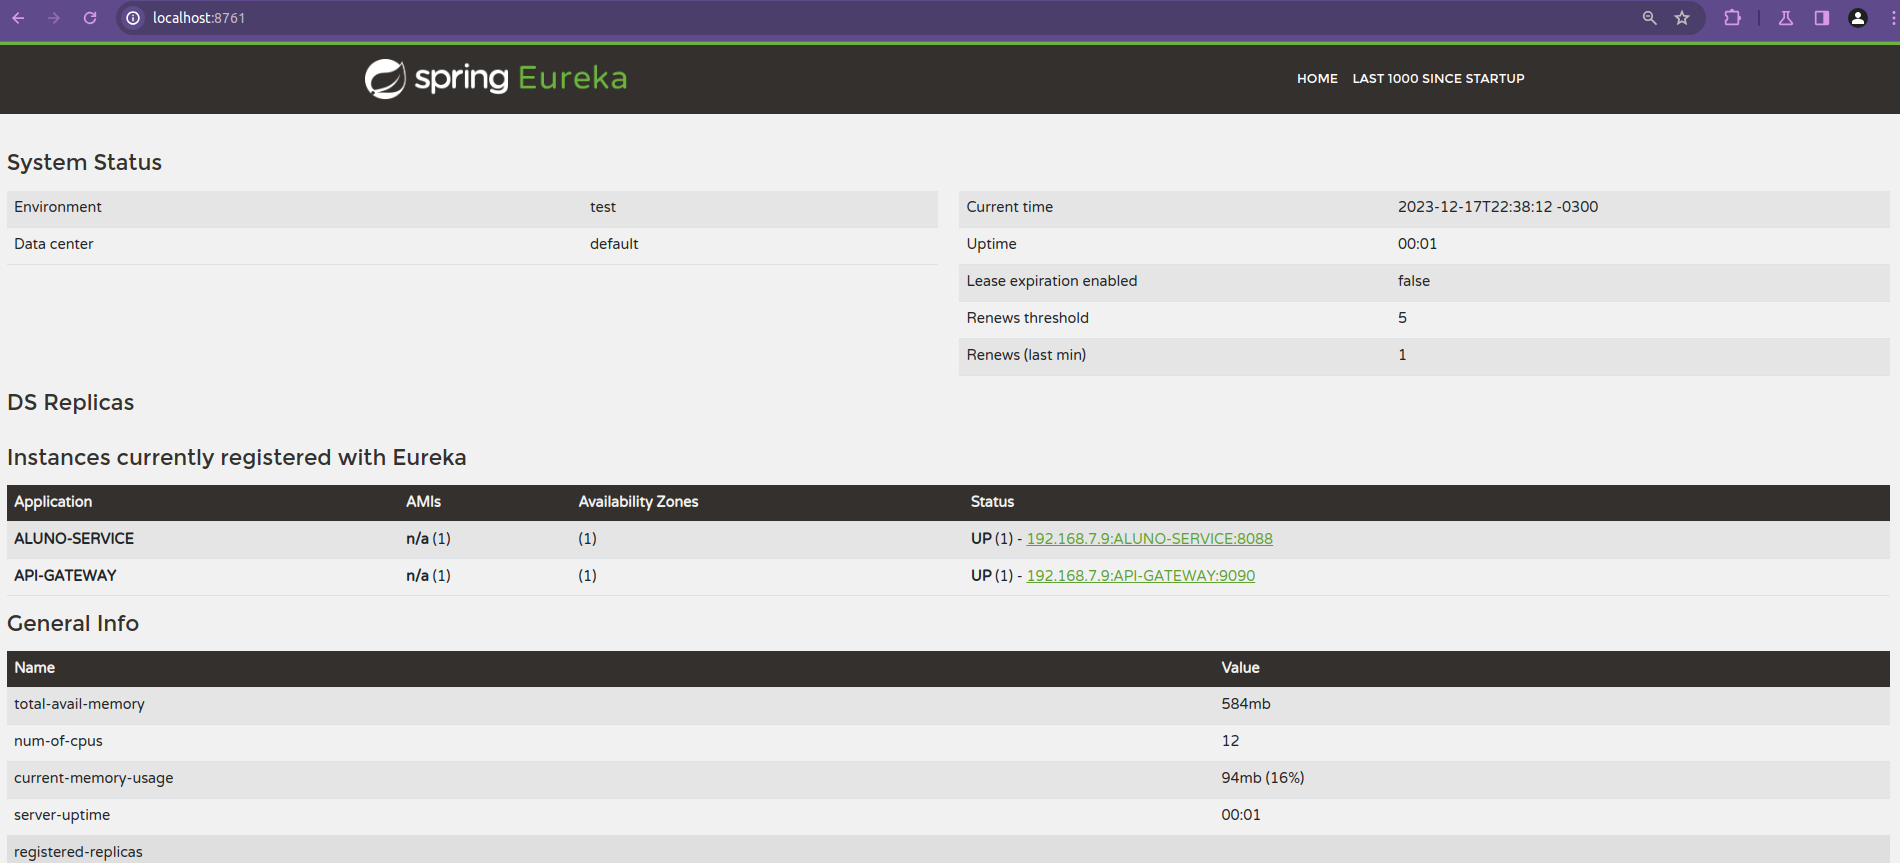 localhost:8761
spring Eureka
HOME LAST 1000 SINCE STARTUP
System Status
Environment test
Data center default
Current time 2023-12-17T22:38:12 -0300
Uptime 00:01
Lease expiration enabled false
Renews threshold 5
Renews (last min) 1
DS Replicas
Instances currently registered with Eureka
Application AMIs Availability Zones Status
ALUNO-SERVICE n/a (1) (1) UP (1) - 192.168.7.9:ALUNO-SERVICE:8088
API-GATEWAY n/a (1) (1) UP (1) - 192.168.7.9:API-GATEWAY:9090
General Info
Name Value
total-avail-memory 584mb
num-of-cpus 12
current-memory-usage 94mb (16%)
server-uptime 00:01
registered-replicas